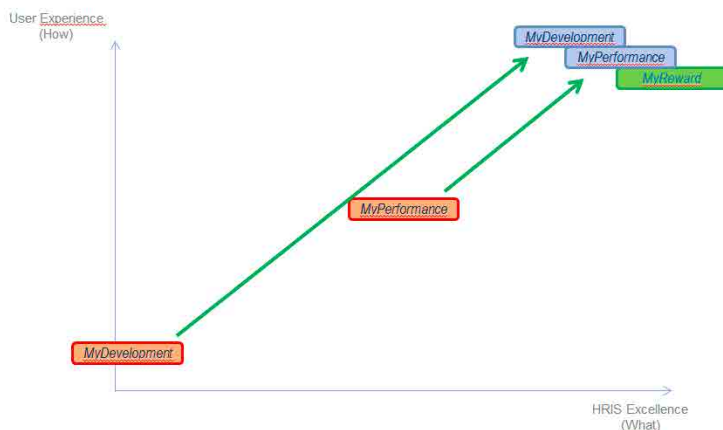 User Experience
(How)
MyDevelopment
MyPerformance
MyReward
MyPerformance
MyDevelopment
HRIS Excellence
(What)